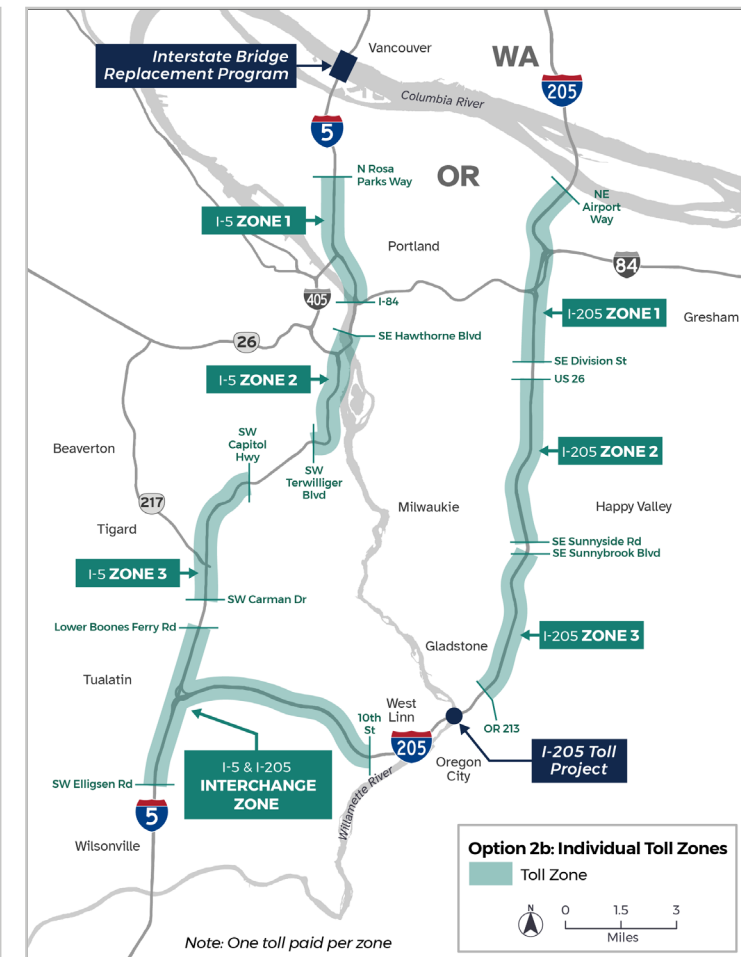 Interstate Bridge
Replacement Program
Vancouver
WA
205
Columbia River
5
N Rosa
Parks Way
OR
NE
Airport
Way
I-5 ZONE 1
Portland
84
405
I-84
I-205 ZONE 1
Gresham
26
SE Hawthorne Blvd
SE Division St
US 26
I-5 ZONE 2
SW
Capitol
Hwy
Beaverton
SW
Terwilliger
Blvd
I-205 ZONE 2
217
Milwaukie
Happy Valley
Tigard
SE Sunnyside Rd
SE Sunnybrook Blvd
I-5 ZONE 3
SW Carman Dr
Lower Boones Ferry Rd
I-205 ZONE 3
Gladstone
Tualatin
West
Linn
10th
St
OR 213
205
I-5 & I-205
INTERCHANGE
ZONE
Oregon
City
I-205 Toll
Project
SW Elligsen Rd
5
Willamette River
Wilsonville
Option 2b: Individual Toll Zones
Toll Zone
N
0 1.5 3
Miles
Note: One toll paid per zone